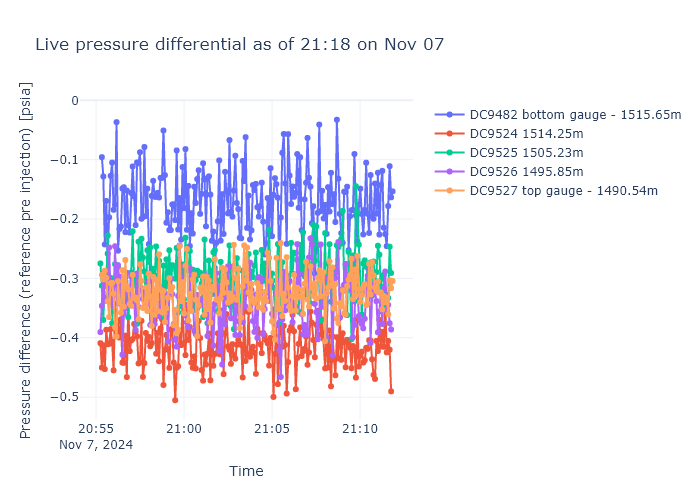 Live pressure differential as of 21:18 on Nov 07
Pressure difference (reference pre injection) [psia]
0
−0.1
−0.2
−0.3
−0.4
−0.5
20:55
Nov 7, 2024
21:00
21:05
21:10
Time
DC9482 bottom gauge - 1515.65m
DC9524 1514.25m
DC9525 1505.23m
DC9526 1495.85m
DC9527 top gauge - 1490.54m